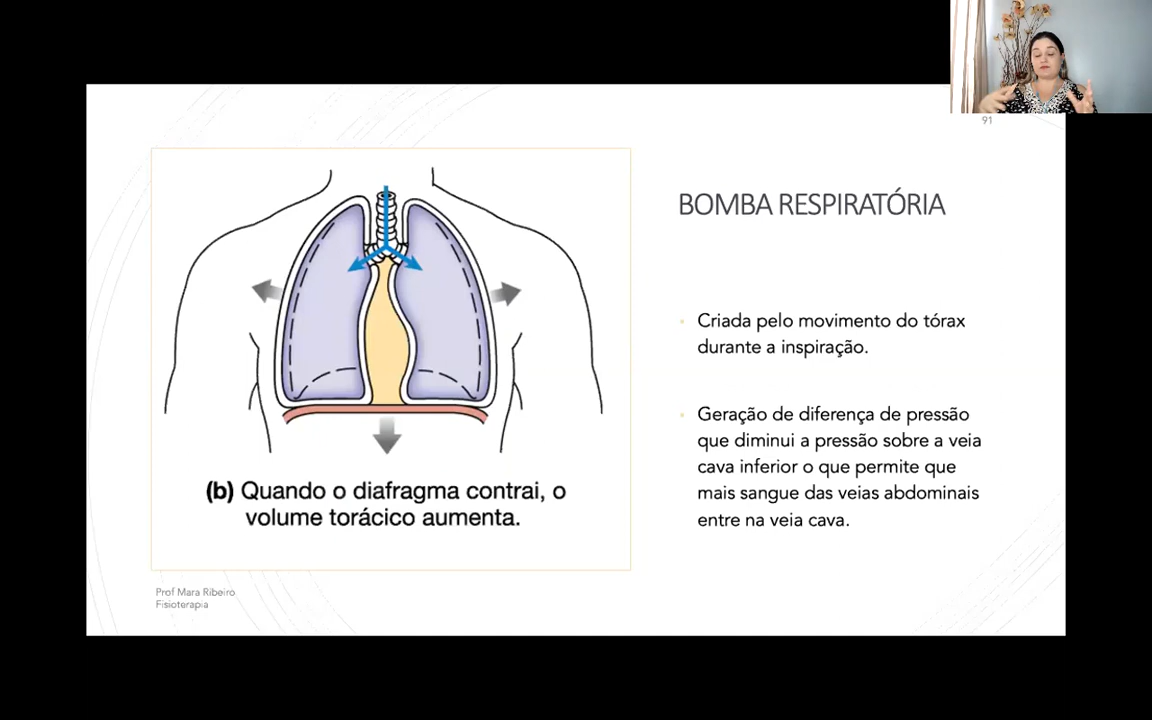 91
BOMBA RESPIRATÓRIA
Criada pelo movimento do tórax
durante a inspiração.
Geração de diferença de pressão
que diminui a pressão sobre a veia
cava inferior o que permite que
mais sangue das veias abdominais
entre na veia cava.
(b) Quando o diafragma contrai, o
volume torácico aumenta.
Prof Mara Ribeiro
Fisioterapia